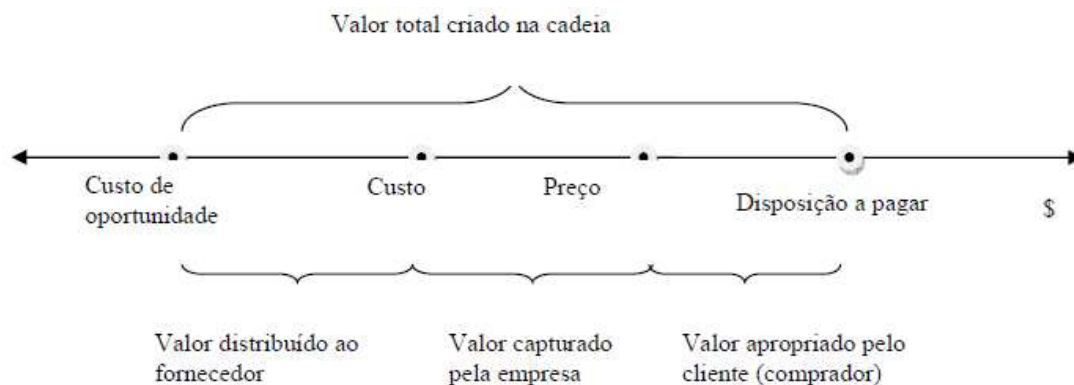 Valor total criado na cadeia
Custo de
oportunidade
Custo
Preço
Disposição a pagar
$
Valor distribuído ao
fornecedor
Valor capturado
pela empresa
Valor apropriado pelo
cliente (comprador)